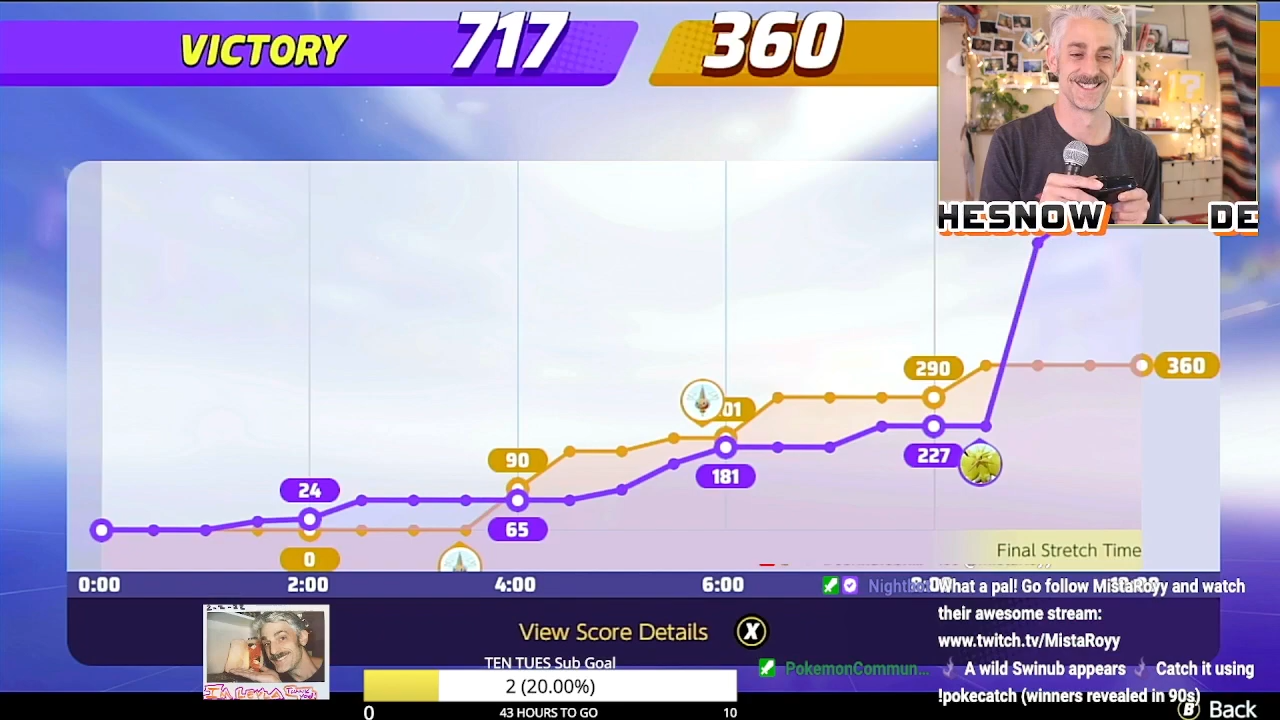 VICTORY
717
360
HESNOW
DE
290
360
01
90
227
24
181
65
0
Final Stretch Time
0:00
2:00
4:00
6:00
8:00
What a pal! Go follow MistaRoyy and watch
their awesome stream:
www.twitch.tv/MistaRoyy
View Score Details
X
TEN TUES Sub Goal
PokemonCommun...
A wild Swinub appears
Catch it using
!pokecatch (winners revealed in 90s)
2 (20.00%)
0
43 HOURS TO GO
10
B
Back